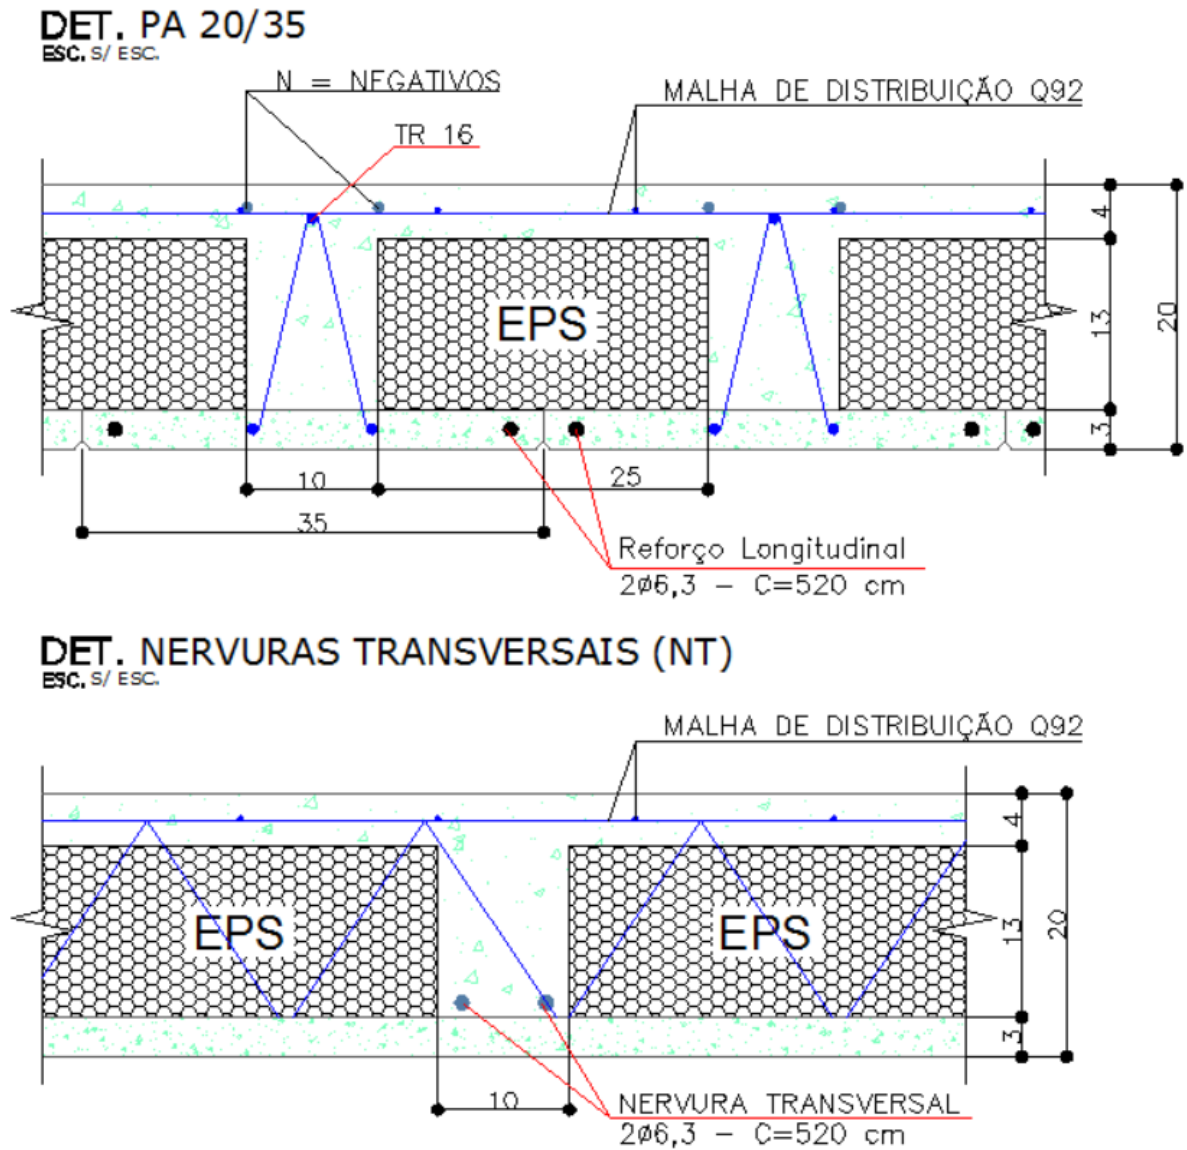 DET. PA 20/35
ESC. S/ ESC.
N = NEGATIVOS
MALHA DE DISTRIBUIÇÃO Q92
TR 16
4
EPS
13
20
3
10
25
35
Reforço Longitudinal
2ø6,3 - C=520 cm
DET. NERVURAS TRANSVERSAIS (NT)
ESC. S/ ESC.
MALHA DE DISTRIBUIÇÃO Q92
4
EPS
EPS
13
20
3
10
NERVURA TRANSVERSAL
2ø6,3 - C=520 cm